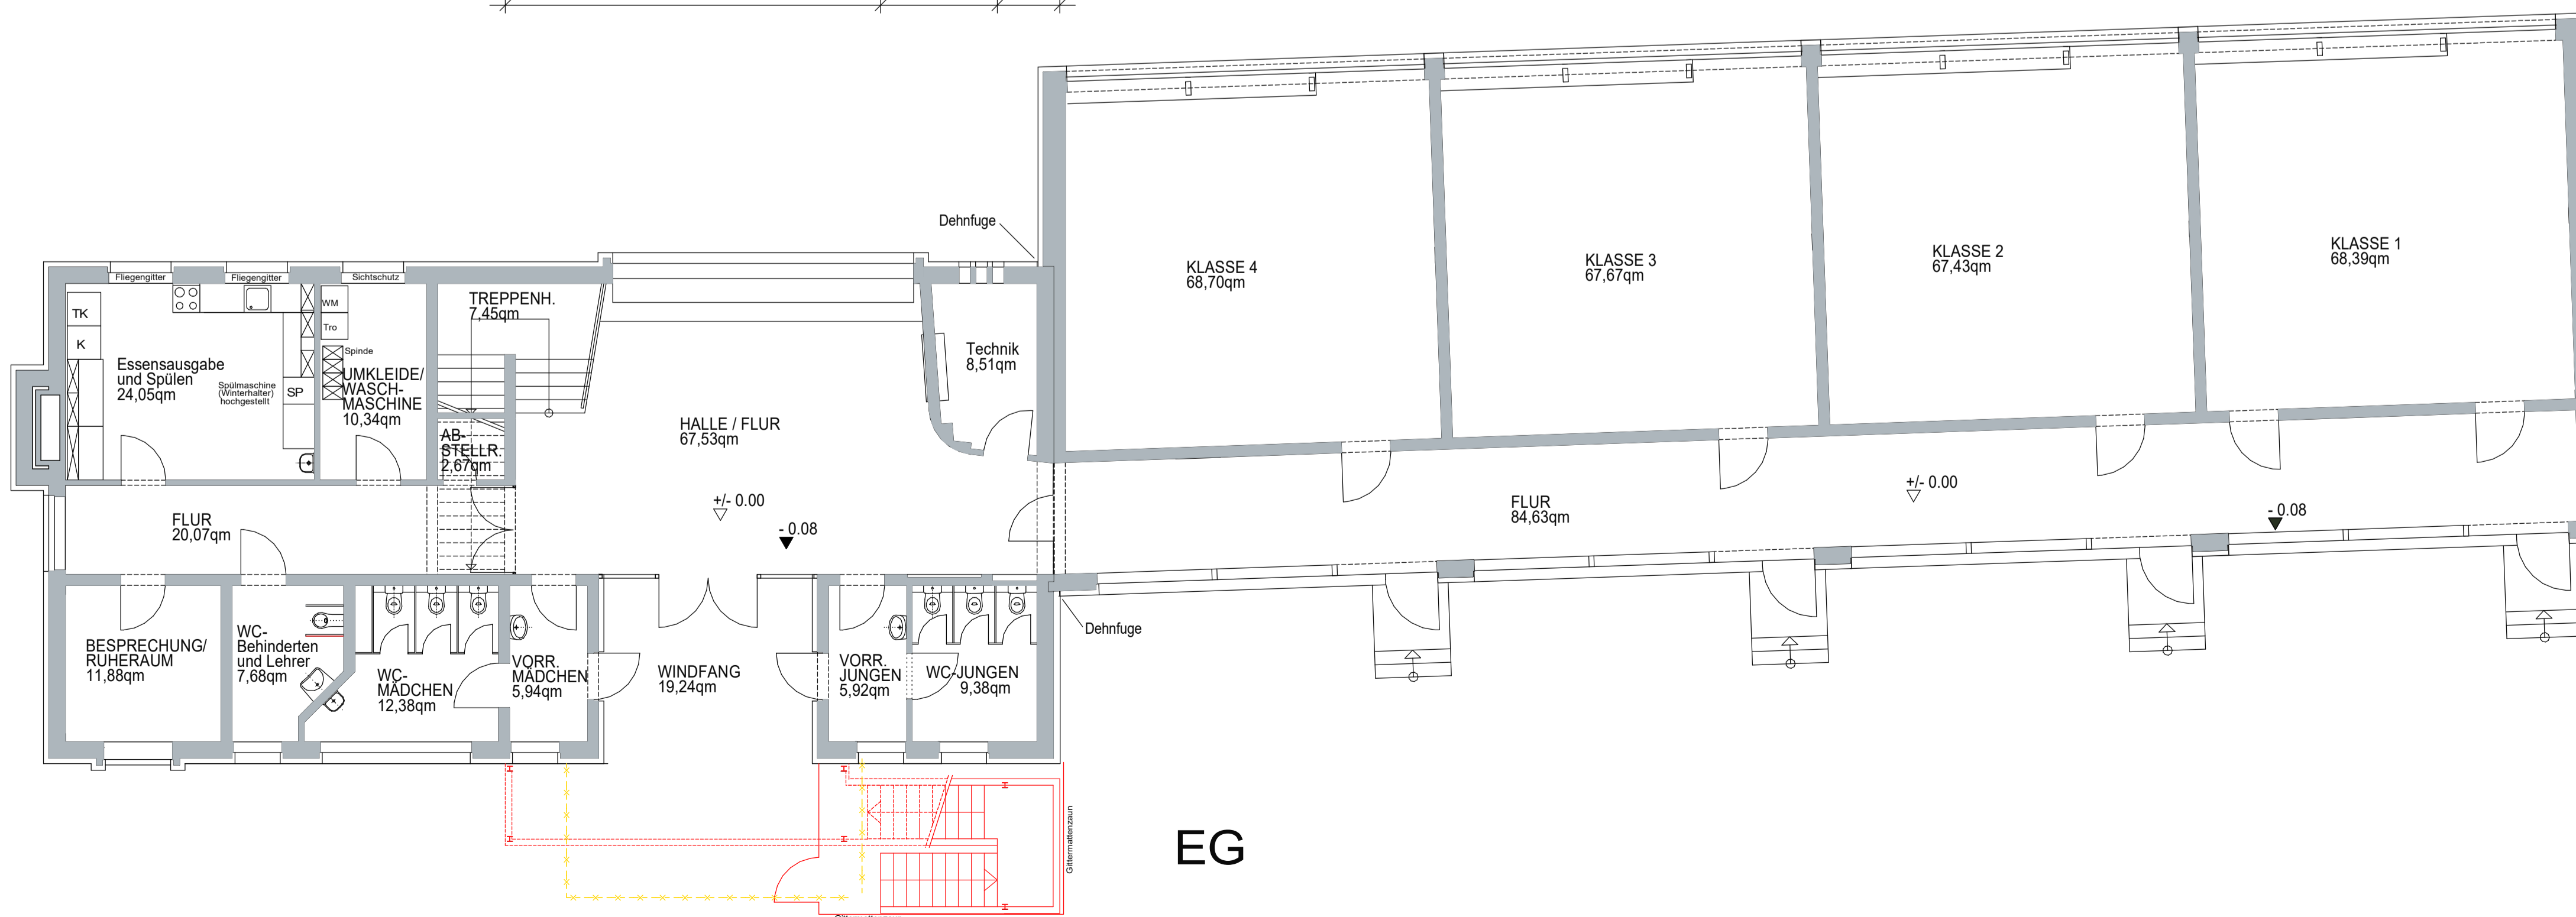 Dehnfuge
Fliegengitter
Fliegengitter
Sichtschutz
TK
K
Essensausgabe
und Spülen
24,05qm
Spülmaschine
(Winterhalter)
hochgestellt
SP
WM
Tro
Spinde
UMKLEIDE/
WASCH-
MASCHINE
10,34qm
TREPPENH.
7,45qm
AB-
STELLR.
2,67qm
HALLE / FLUR
67,53qm
+/- 0.00
- 0.08
Technik
8,51qm
KLASSE 4
68,70qm
KLASSE 3
67,67qm
KLASSE 2
67,43qm
KLASSE 1
68,39qm
FLUR
20,07qm
FLUR
84,63qm
+/- 0.00
- 0.08
BESPRECHUNG/
RUHERAUM
11,88qm
WC-
Behinderten
und Lehrer
7,68qm
WC-
MÄDCHEN
12,38qm
VORR.
MÄDCHEN
5,94qm
WINDFANG
19,24qm
VORR.
JUNGEN
5,92qm
WC-JUNGEN
9,38qm
Dehnfuge
Gittermattenzaun
EG